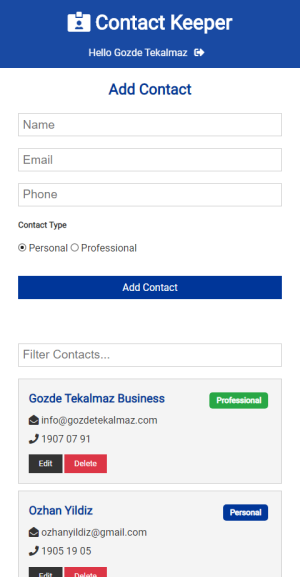 Contact Keeper
Hello Gozde Tekalmaz
Add Contact
Name
Email
Phone
Contact Type
Personal Professional
Add Contact
Filter Contacts...
Gozde Tekalmaz Business Professional
info@gozdetekalmaz.com
1907 07 91
Edit Delete
Ozhan Yildiz Personal
ozhanyildiz@gmail.com
1905 19 05
Edit Delete